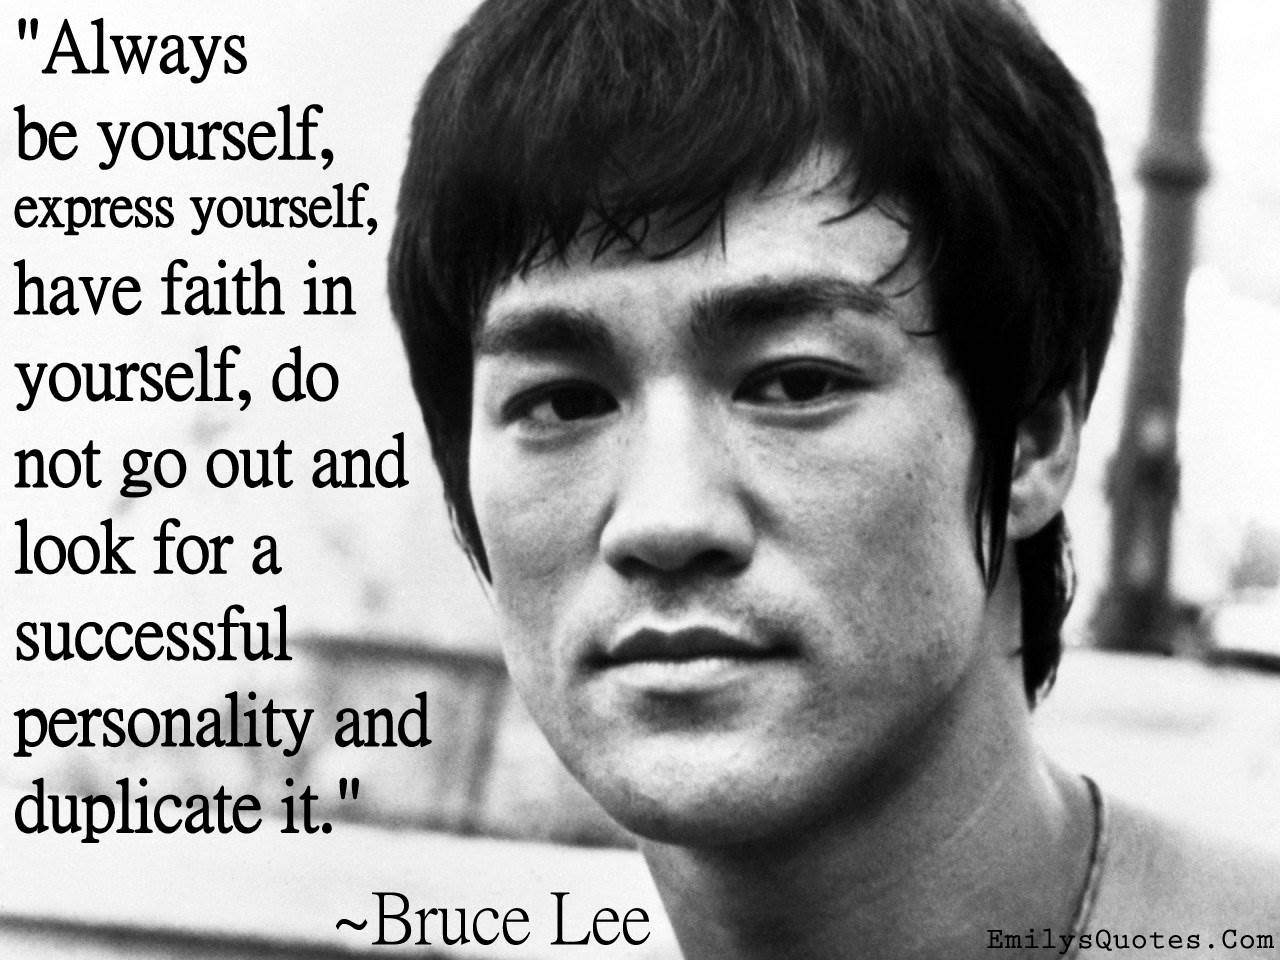 "Always
be yourself,
express yourself,
have faith in
yourself, do
not go out and
look for a
successful
personality and
duplicate it."
~Bruce Lee
EmilysQuotes.Com